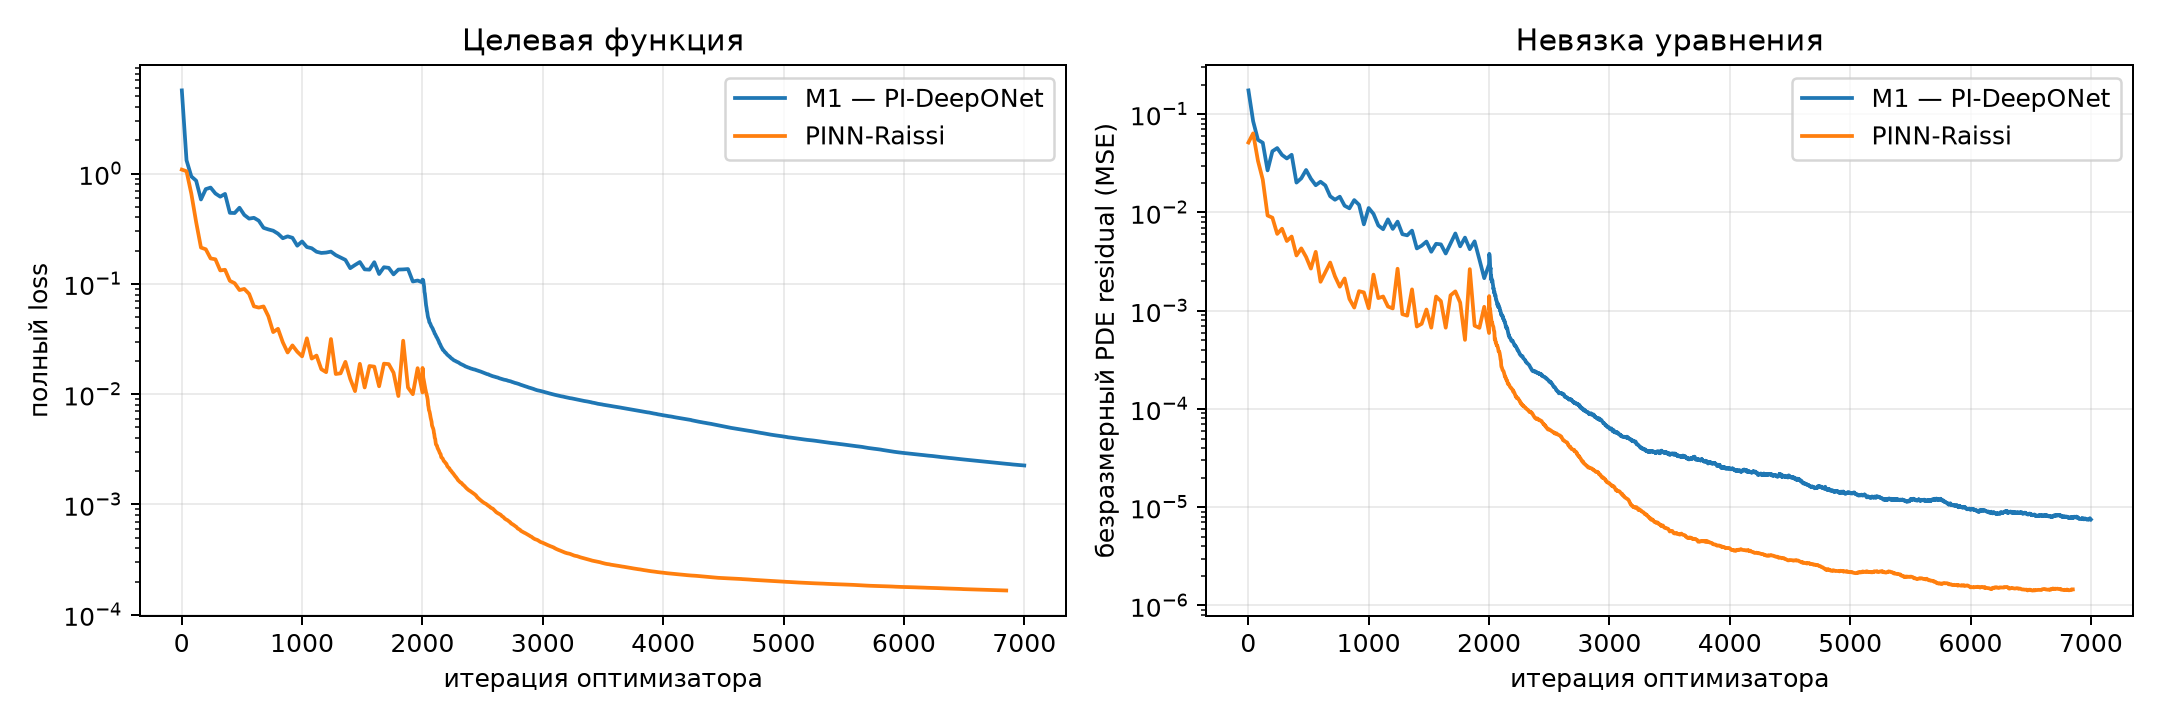 Целевая функция
полный loss
10⁰
10⁻¹
10⁻²
10⁻³
10⁻⁴
M1 — PI-DeepONet
PINN-Raissi
0 1000 2000 3000 4000 5000 6000 7000
итерация оптимизатора
Невязка уравнения
безразмерный PDE residual (MSE)
10⁻¹
10⁻²
10⁻³
10⁻⁴
10⁻⁵
10⁻⁶
M1 — PI-DeepONet
PINN-Raissi
0 1000 2000 3000 4000 5000 6000 7000
итерация оптимизатора